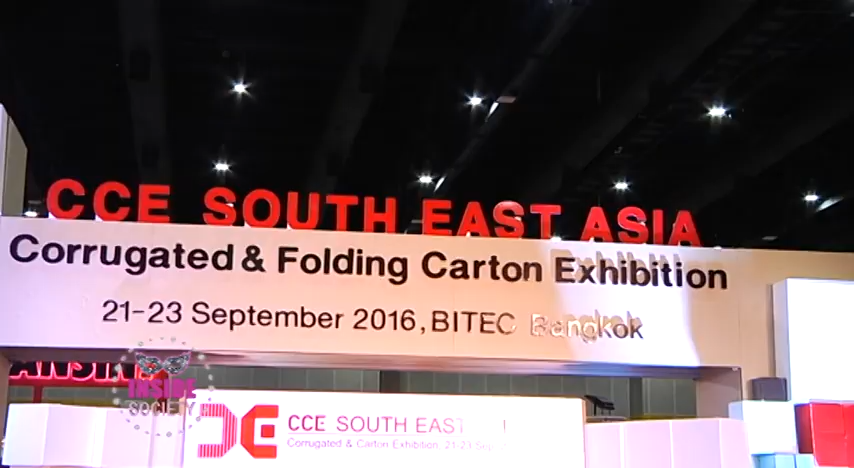 CCE SOUTH EAST ASIA
Corrugated & Folding Carton Exhibition
21-23 September 2016, BITEC Bangkok
INSIDE
SOCIETY
CCE SOUTH EAST
Corrugated & Carton Exhibition, 21-23